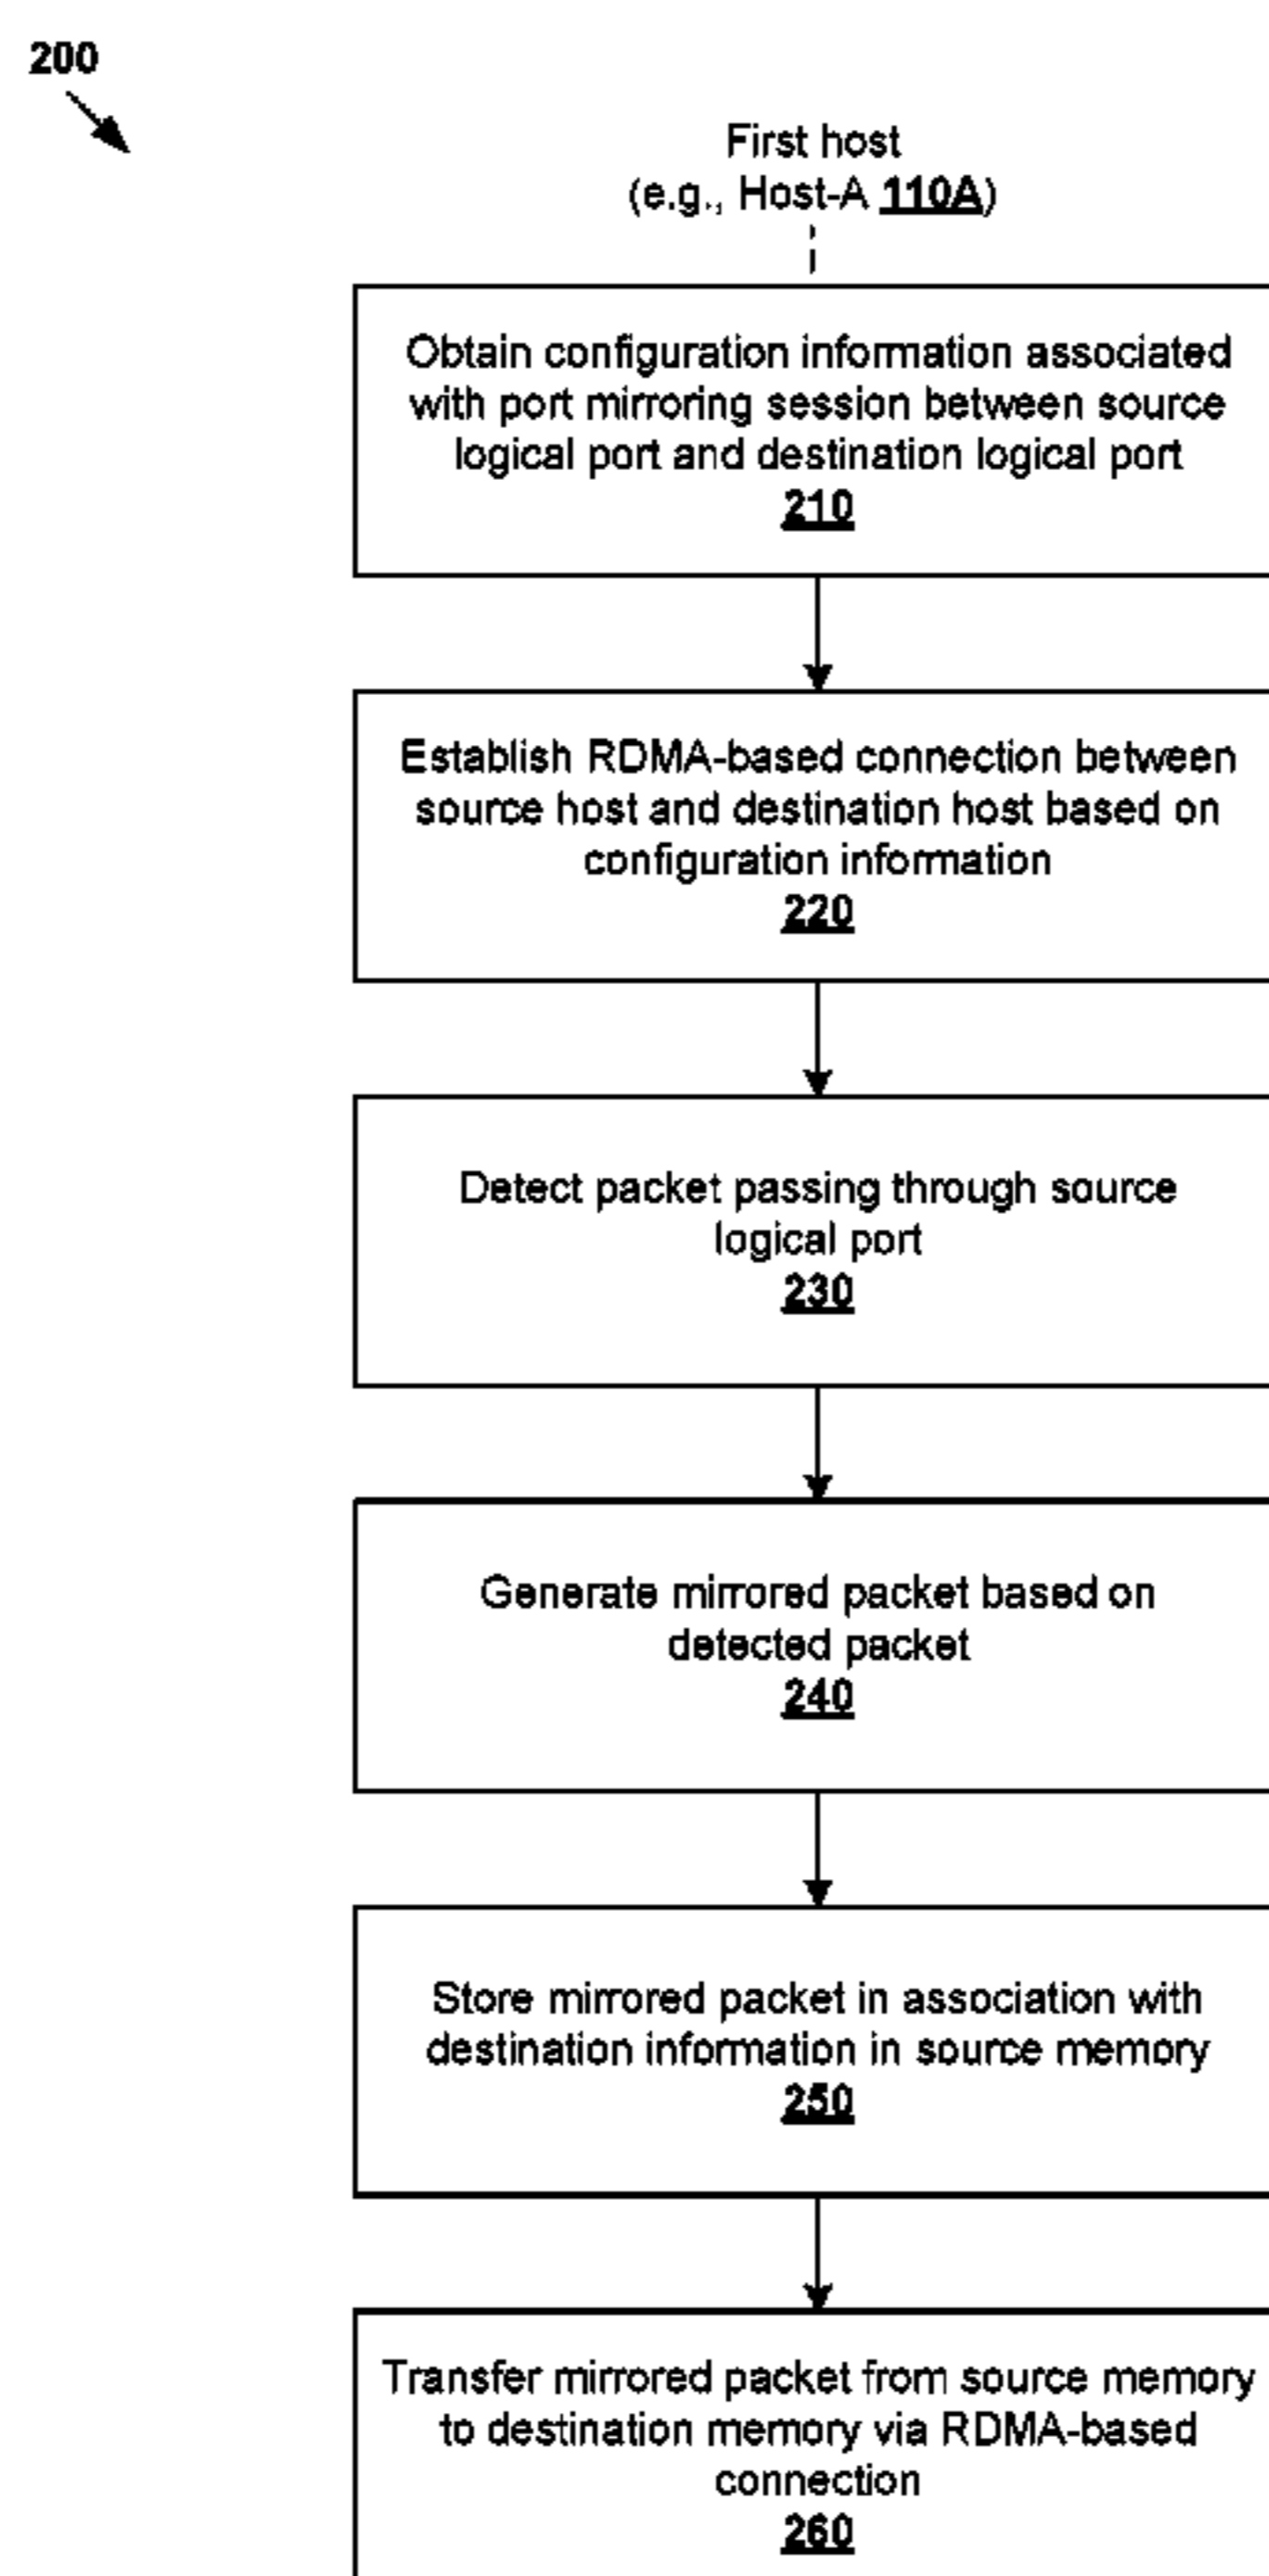 200
First host
(e.g., Host-A 110A)
Obtain configuration information associated
with port mirroring session between source
logical port and destination logical port
210
Establish RDMA-based connection between
source host and destination host based on
configuration information
220
Detect packet passing through source
logical port
230
Generate mirrored packet based on
detected packet
240
Store mirrored packet in association with
destination information in source memory
250
Transfer mirrored packet from source memory
to destination memory via RDMA-based
connection
260